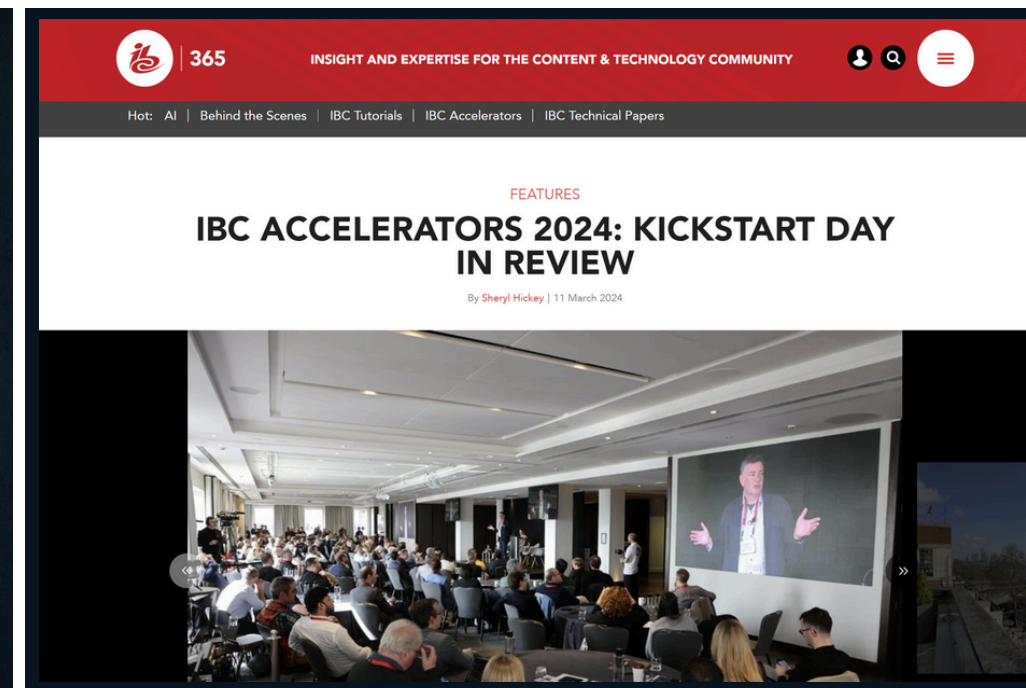 ibc 365
INSIGHT AND EXPERTISE FOR THE CONTENT & TECHNOLOGY COMMUNITY
Hot: AI | Behind the Scenes | IBC Tutorials | IBC Accelerators | IBC Technical Papers
FEATURES
IBC ACCELERATORS 2024: KICKSTART DAY
IN REVIEW
By Sheryl Hickey | 11 March 2024